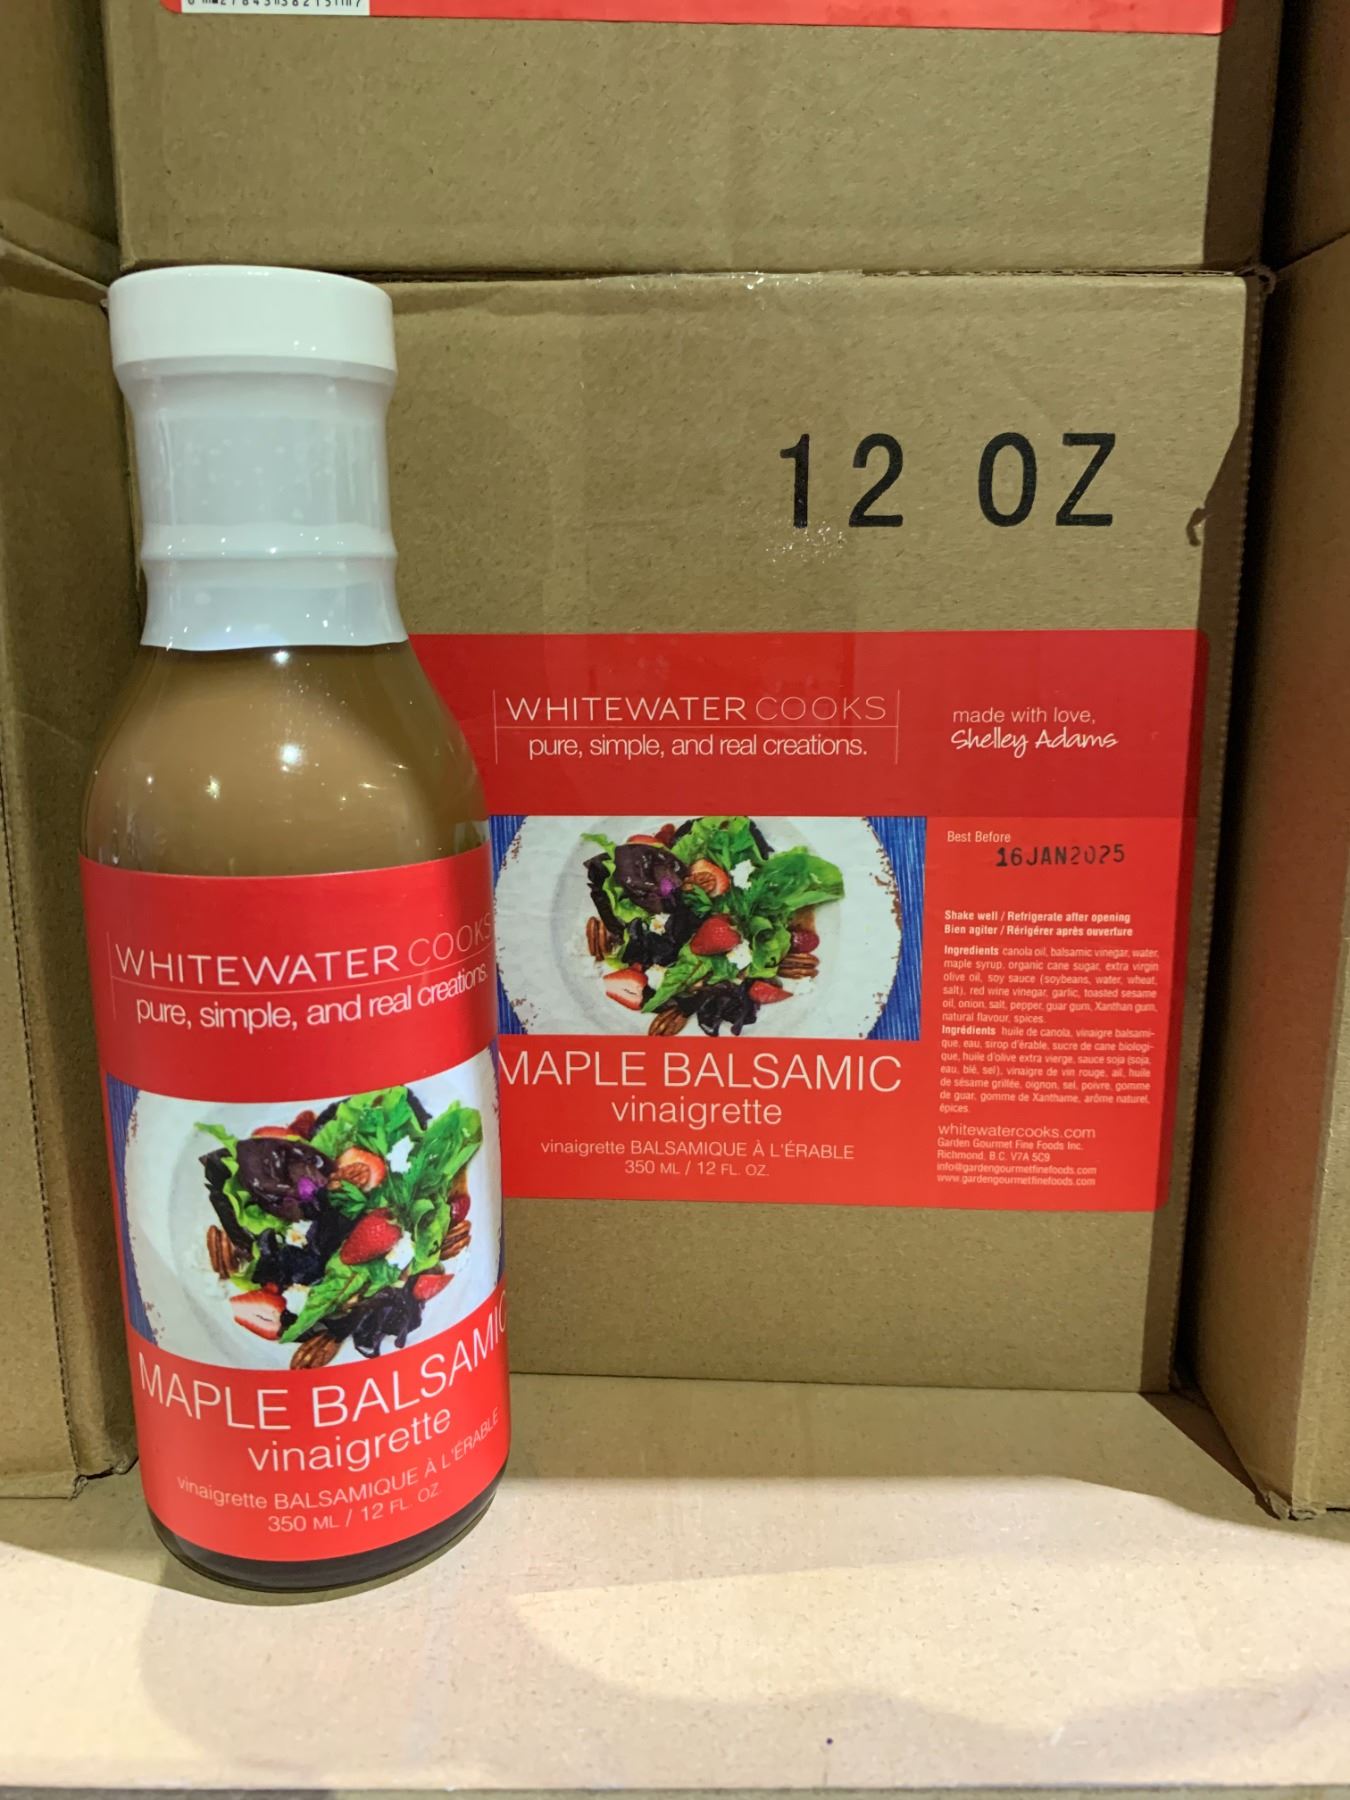 12 OZ
WHITEWATER COOKS
pure, simple, and real creations.
made with love,
Shelley Adams
Best Before
16JAN2025
Shake well / Refrigerate after opening
Bien agiter / Rérigérer après ouverture
Ingredients canola oil, balsamic vinegar, water,
maple syrup, organic cane sugar, extra virgin
olive oil, soy sauce (soybeans, water, wheat,
salt), red wine vinegar, garlic, toasted sesame
oil, onion, salt, pepper, guar gum, Xanthan gum,
natural flavour, spices.
Ingrédients huile de canola, vinaigre balsami-
que, eau, sirop d'érable, sucre de cane biologi-
que, huile d'olive extra vierge, sauce soja (soja,
eau, blé, sel), vinaigre de vin rouge, ail, huile
de sésame grillée, oignon, sel, poivre, gomme
de guar, gomme de Xanthame, arôme naturel,
épices.
whitewatercooks.com
Garden Gourmet Fine Foods Inc.
Richmond, B.C. V7A 5C9
info@gardengourmetfinefoods.com
www.gardengourmetfinefoods.com
MAPLE BALSAMIC
vinaigrette
vinaigrette BALSAMIQUE À L'ÉRABLE
350 ML / 12 FL. OZ.
WHITEWATER COOKS
pure, simple, and real creations.
MAPLE BALSAMIC
vinaigrette
vinaigrette BALSAMIQUE À L'ÉRABLE
350 ML / 12 FL. OZ.